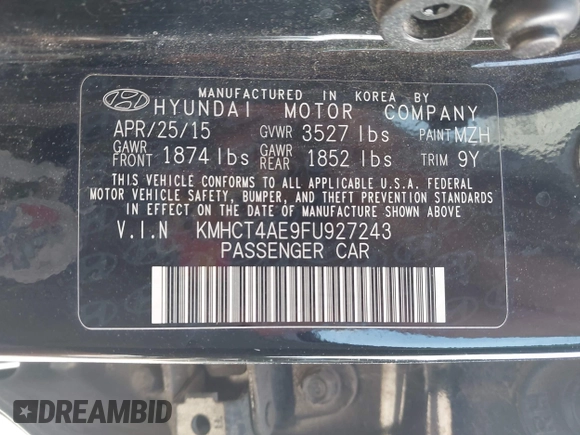 MANUFACTURED IN KOREA BY
HYUNDAI MOTOR COMPANY
APR/25/15 GVWR 3527 lbs PAINT MZH
GAWR FRONT 1874 lbs GAWR REAR 1852 lbs TRIM 9Y
THIS VEHICLE CONFORMS TO ALL APPLICABLE U.S.A. FEDERAL
MOTOR VEHICLE SAFETY, BUMPER, AND THEFT PREVENTION STANDARDS
IN EFFECT ON THE DATE OF MANUFACTURE SHOWN ABOVE
V.I.N KMHCT4AE9FU927243
PASSENGER CAR
DREAMBID